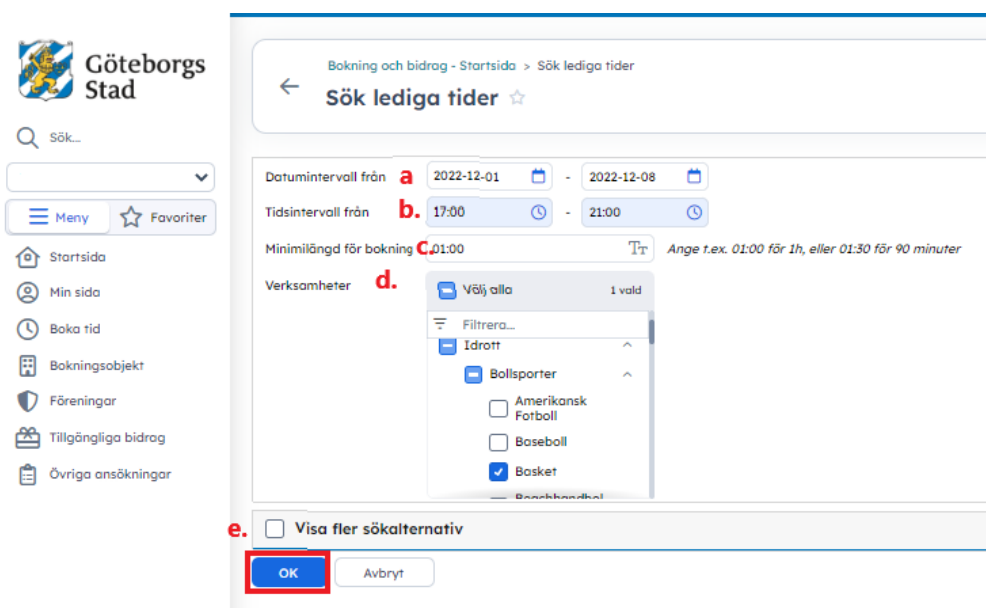 Göteborgs
Stad
Sök...
Meny
Favoriter
Startsida
Min sida
Boka tid
Bokningsobjekt
Föreningar
Tillgängliga bidrag
Övriga ansökningar
Bokning och bidrag - Startsida > Sök lediga tider
Sök lediga tider
Datumintervall från a 2022-12-01 - 2022-12-08
Tidsintervall från b. 17:00 - 21:00
Minimilängd för bokning c. 01:00 Tт Ange t.ex. 01:00 för 1h, eller 01:30 för 90 minuter
Verksamheter d. Välj alla 1 vald
Filtrera...
Idrott
Bollsporter
Amerikansk
Fotboll
Baseboll
Basket
Beachhandbol
e. Visa fler sökalternativ
OK Avbryt